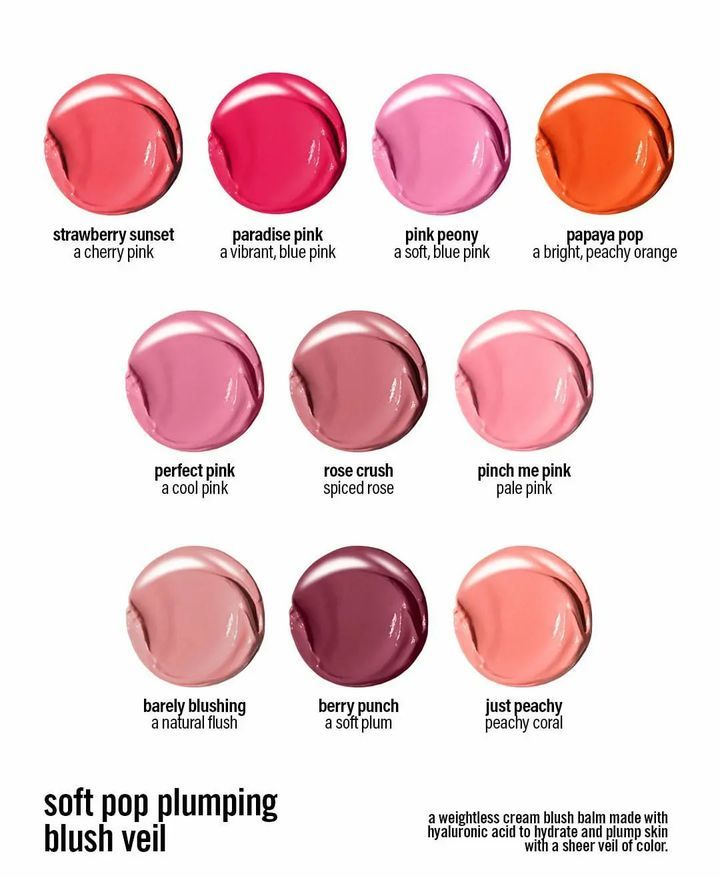 strawberry sunset
a cherry pink
paradise pink
a vibrant, blue pink
pink peony
a soft, blue pink
papaya pop
a bright, peachy orange
perfect pink
a cool pink
rose crush
spiced rose
pinch me pink
pale pink
barely blushing
a natural flush
berry punch
a soft plum
just peachy
peachy coral
soft pop plumping
blush veil
a weightless cream blush balm made with
hyaluronic acid to hydrate and plump skin
with a sheer veil of color.